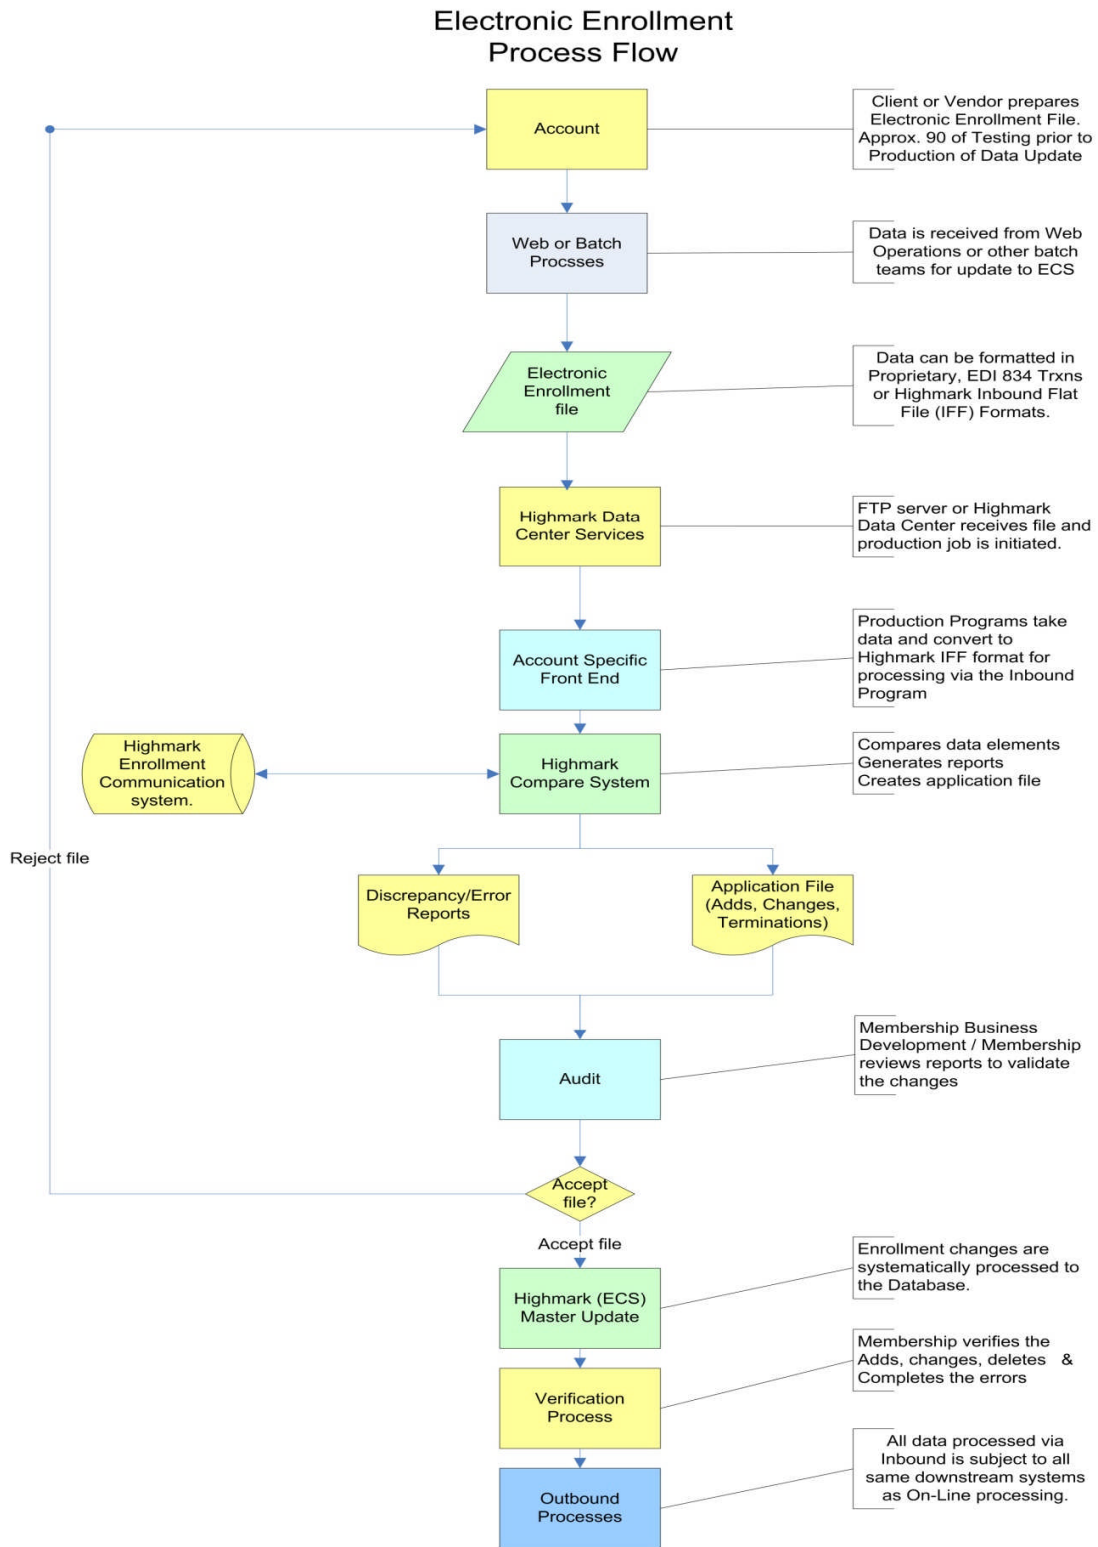 Electronic Enrollment
Process Flow
Account
Client or Vendor prepares
Electronic Enrollment File.
Approx. 90 of Testing prior to
Production of Data Update
Web or Batch
Procsses
Data is received from Web
Operations or other batch
teams for update to ECS
Electronic
Enrollment
file
Data can be formatted in
Proprietary, EDI 834 Trxns
or Highmark Inbound Flat
File (IFF) Formats.
Highmark Data
Center Services
FTP server or Highmark
Data Center receives file and
production job is initiated.
Account Specific
Front End
Production Programs take
data and convert to
Highmark IFF format for
processing via the Inbound
Program
Highmark
Enrollment
Communication
system.
Highmark
Compare System
Compares data elements
Generates reports
Creates application file
Reject file
Discrepancy/Error
Reports
Application File
(Adds, Changes,
Terminations)
Audit
Membership Business
Development / Membership
reviews reports to validate
the changes
Accept
file?
Accept file
Highmark (ECS)
Master Update
Enrollment changes are
systematically processed to
the Database.
Verification
Process
Membership verifies the
Adds, changes, deletes &
Completes the errors
Outbound
Processes
All data processed via
Inbound is subject to all
same downstream systems
as On-Line processing.